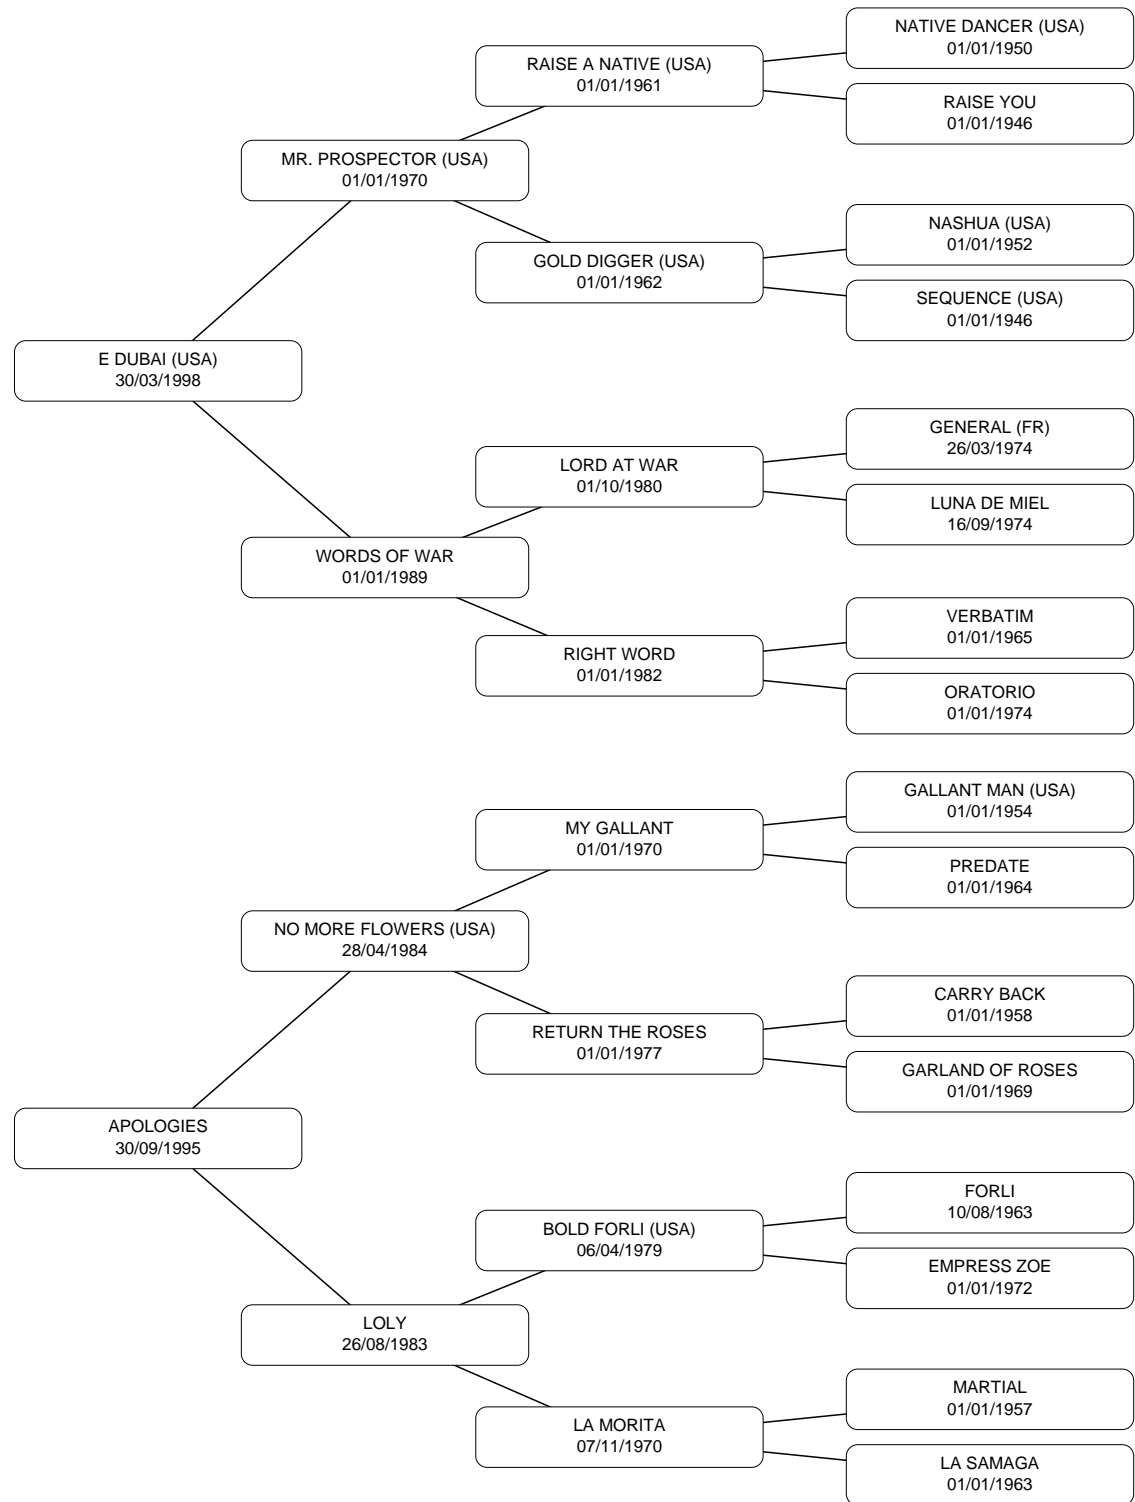 NATIVE DANCER (USA)
01/01/1950
RAISE A NATIVE (USA)
01/01/1961
RAISE YOU
01/01/1946
MR. PROSPECTOR (USA)
01/01/1970
NASHUA (USA)
01/01/1952
GOLD DIGGER (USA)
01/01/1962
SEQUENCE (USA)
01/01/1946
E DUBAI (USA)
30/03/1998
GENERAL (FR)
26/03/1974
LORD AT WAR
01/10/1980
LUNA DE MIEL
16/09/1974
WORDS OF WAR
01/01/1989
VERBATIM
01/01/1965
RIGHT WORD
01/01/1982
ORATORIO
01/01/1974
GALLANT MAN (USA)
01/01/1954
MY GALLANT
01/01/1970
PREDATE
01/01/1964
NO MORE FLOWERS (USA)
28/04/1984
CARRY BACK
01/01/1958
RETURN THE ROSES
01/01/1977
GARLAND OF ROSES
01/01/1969
APOLOGIES
30/09/1995
FORLI
10/08/1963
BOLD FORLI (USA)
06/04/1979
EMPRESS ZOE
01/01/1972
LOLY
26/08/1983
MARTIAL
01/01/1957
LA MORITA
07/11/1970
LA SAMAGA
01/01/1963